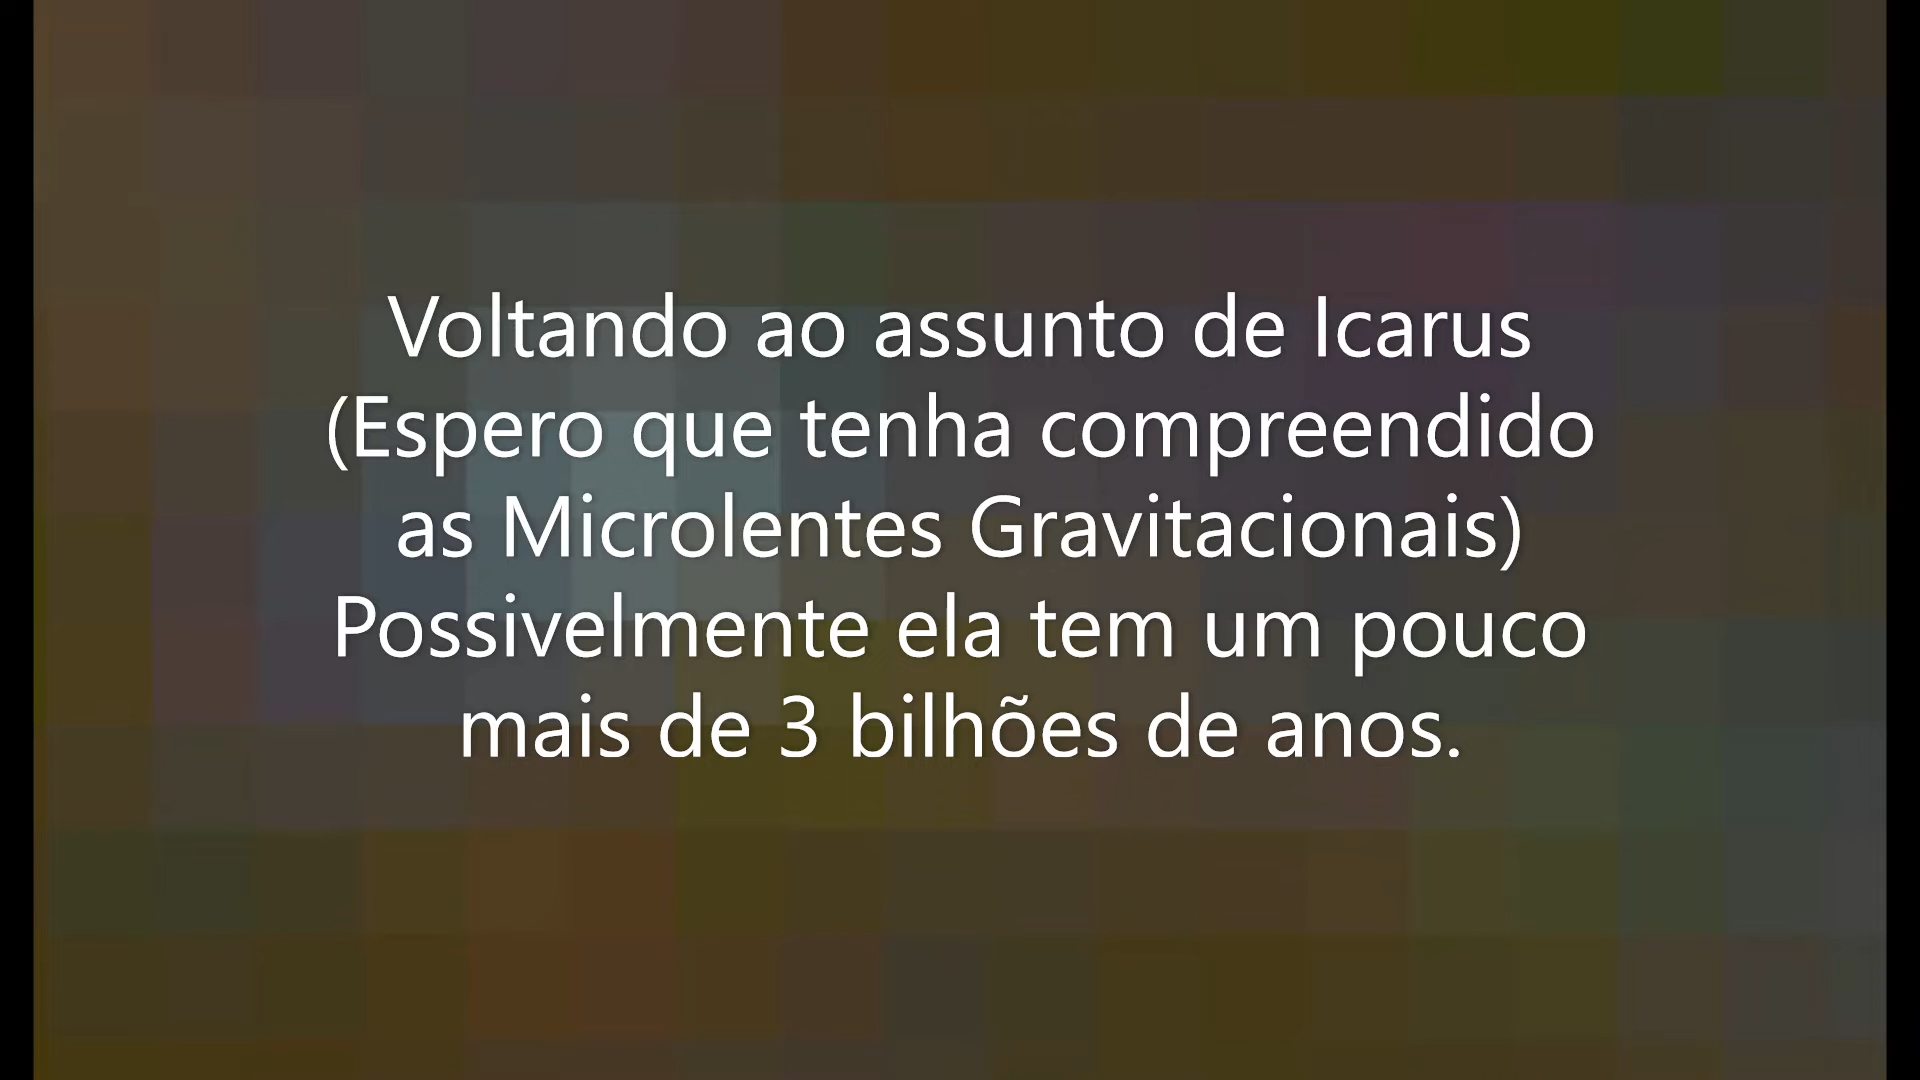 Voltando ao assunto de Icarus
(Espero que tenha compreendido
as Microlentes Gravitacionais)
Possivelmente ela tem um pouco
mais de 3 bilhões de anos.